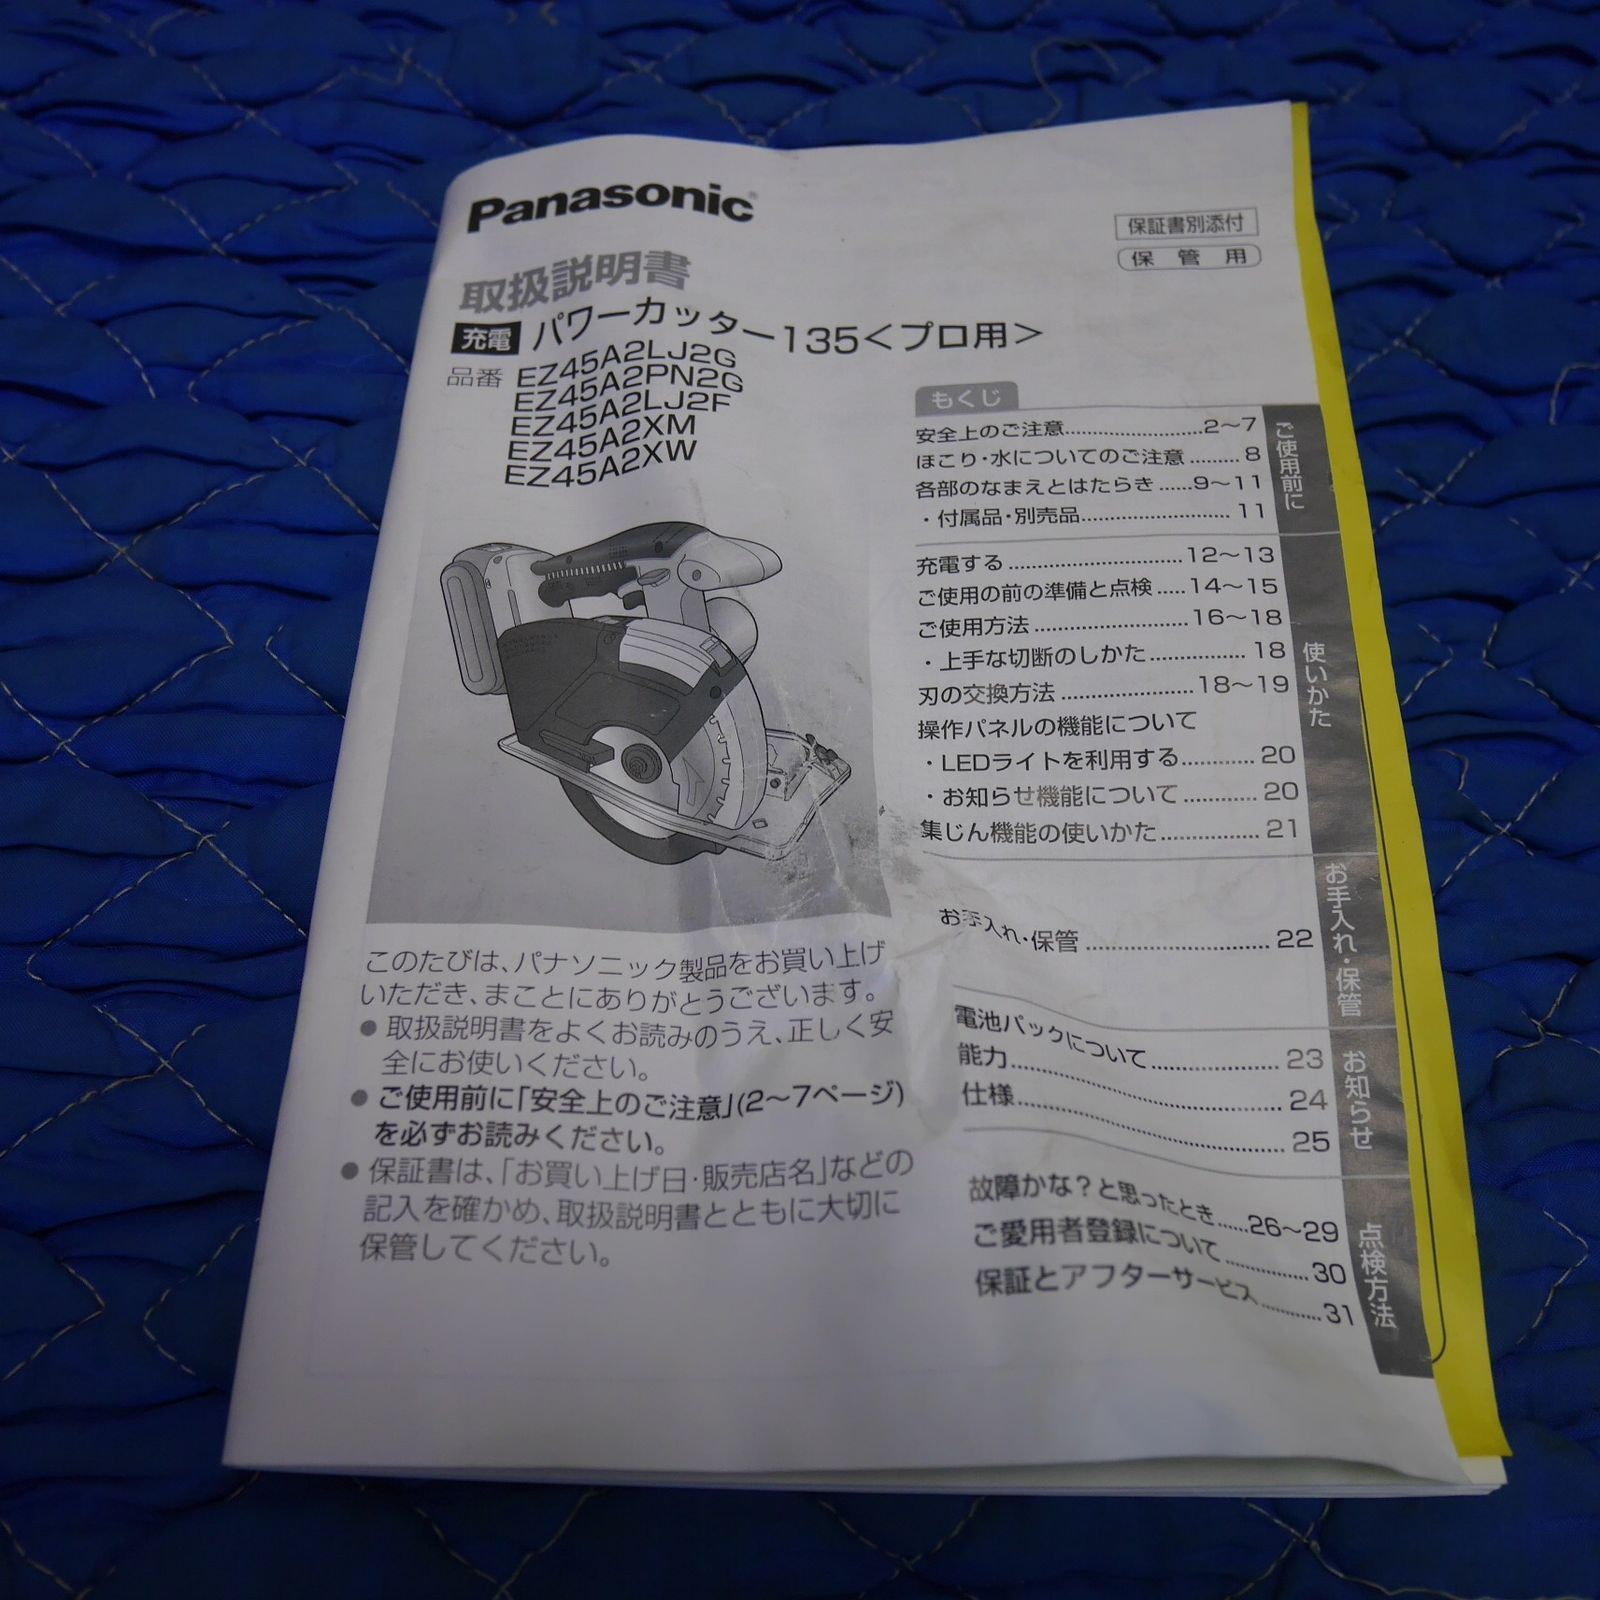 Panasonic
保証書別添付
保管用
取扱説明書
充電 パワーカッター135<プロ用>
品番 EZ45A2LJ2G
EZ45A2PN2G
EZ45A2LJ2F
EZ45A2XM
EZ45A2XW
このたびは、パナソニック製品をお買い上げ
いただき、まことにありがとうございます。
● 取扱説明書をよくお読みのうえ、正しく安
全にお使いください。
● ご使用前に「安全上のご注意」(2〜7ページ)
を必ずお読みください。
● 保証書は、「お買い上げ日・販売店名」などの
記入を確かめ、取扱説明書とともに大切に
保管してください。
もくじ
安全上のご注意......................2〜7
ほこり・水についてのご注意.........8
各部のなまえとはたらき......9〜11
・付属品・別売品........................11
ご使用前に
充電する..........................12〜13
ご使用の前の準備と点検.....14〜15
ご使用方法.......................16〜18
・上手な切断のしかた...............18
刃の交換方法....................18〜19
操作パネルの機能について
・LEDライトを利用する............20
・お知らせ機能について............20
集じん機能の使いかた................21
使いかた
お手入れ・保管............................22
お手入れ・保管
電池パックについて....................23
能力............................................24
仕様............................................25
お知らせ
故障かな?と思ったとき......26〜29
ご愛用者登録について.............30
保証とアフターサービス..........31
点検方法